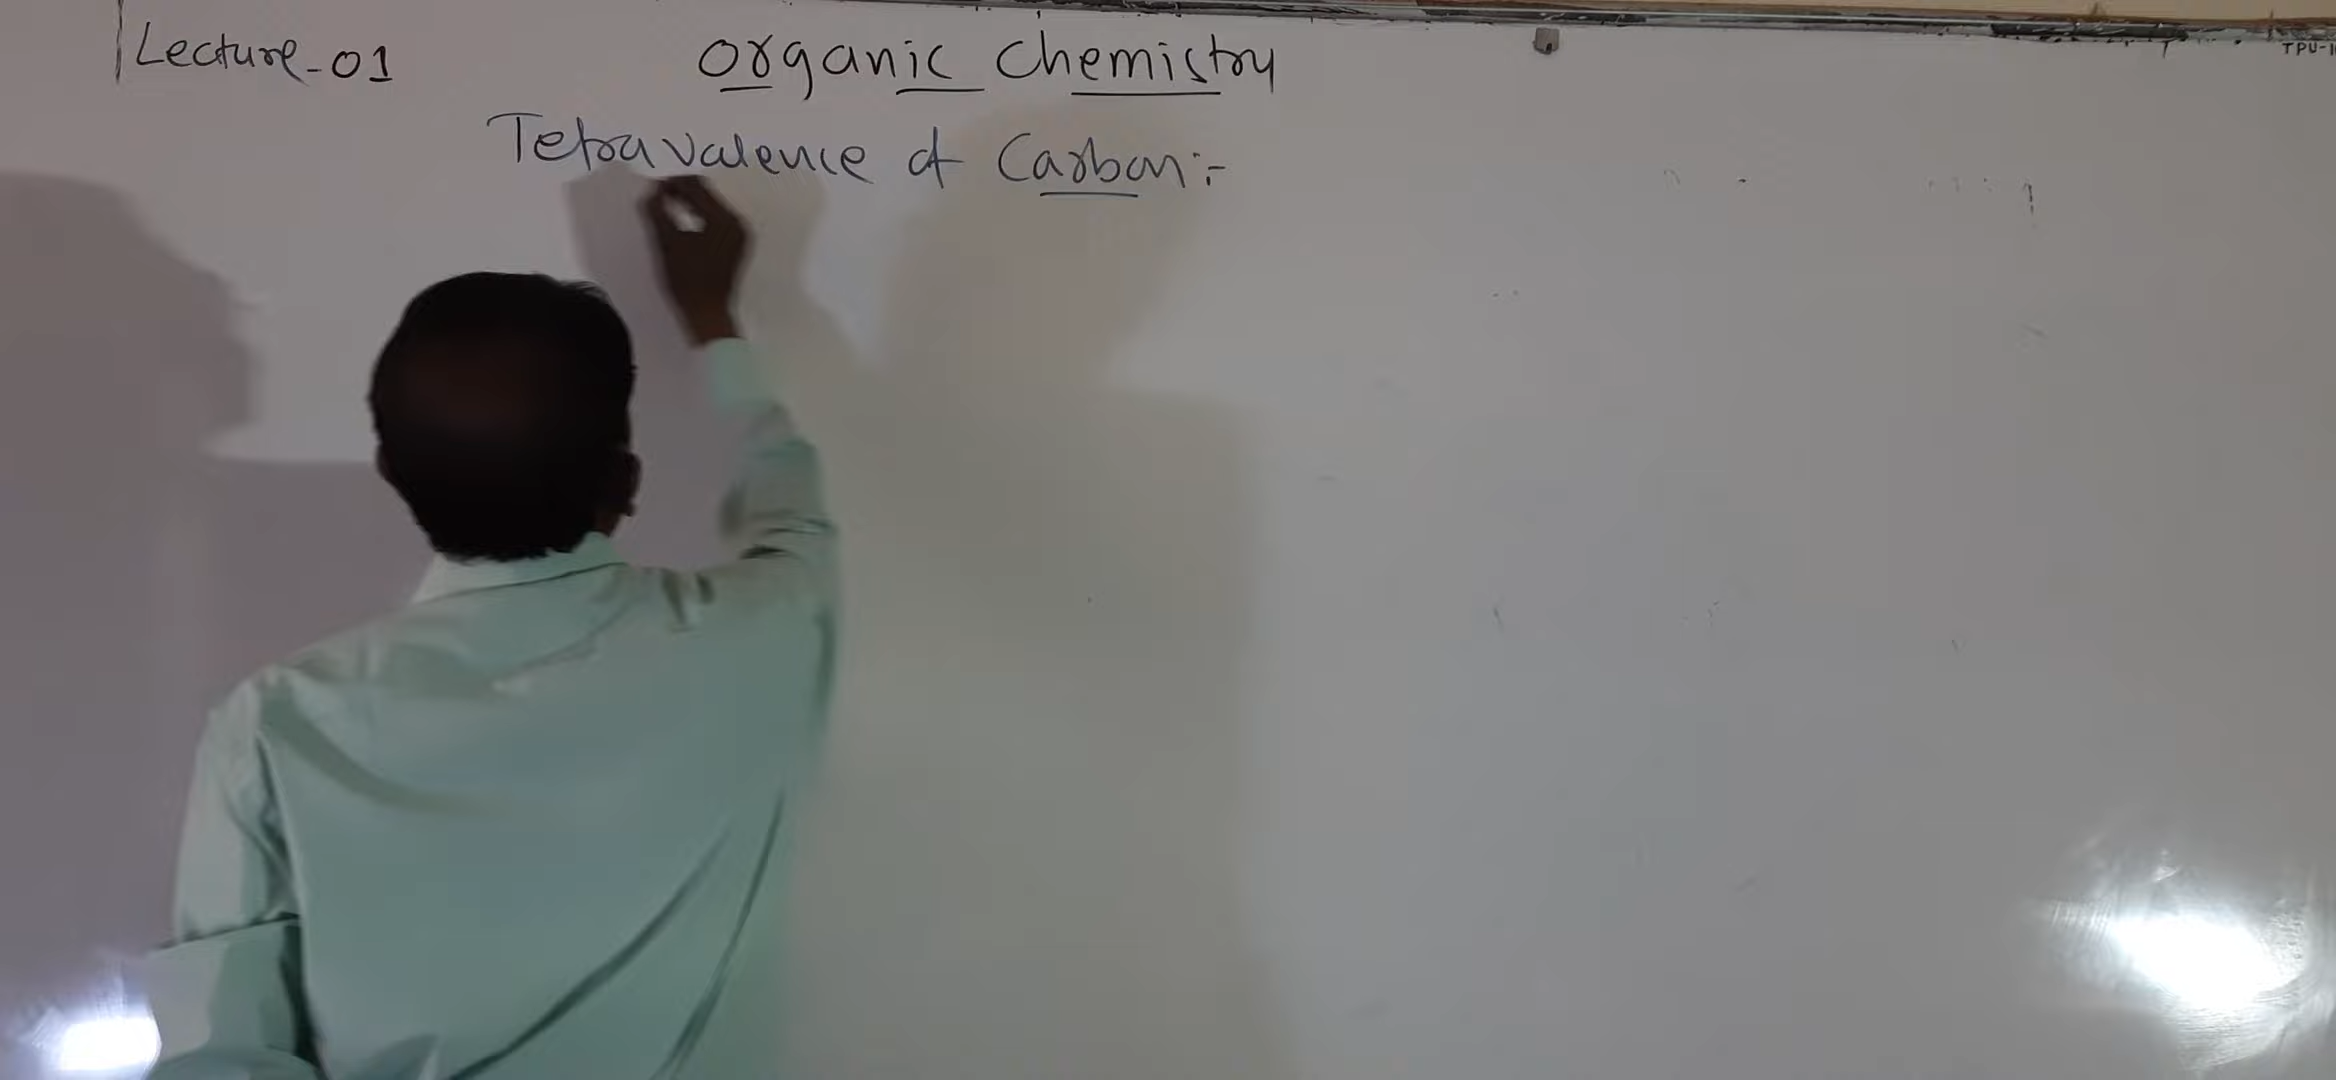 Lecture-01
Organic Chemistry
Tetravalence of Carbon:-